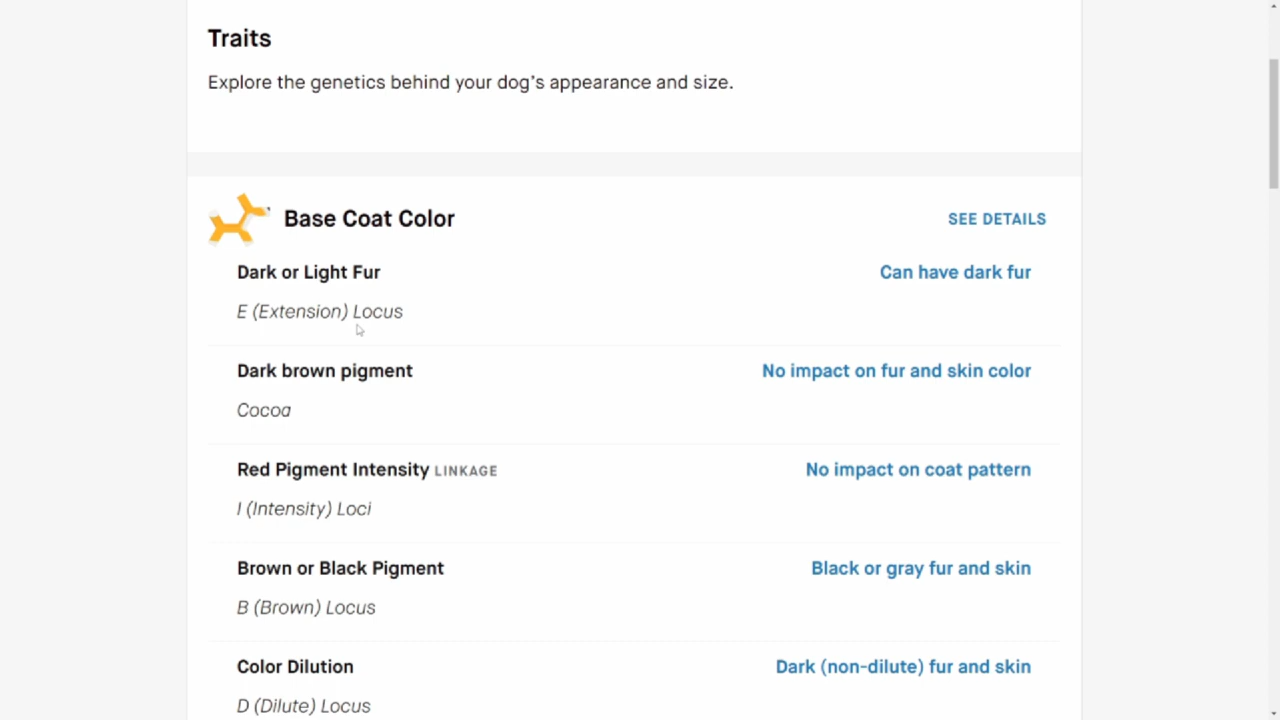 Traits
Explore the genetics behind your dog's appearance and size.
Base Coat Color
SEE DETAILS
Dark or Light Fur
Can have dark fur
E (Extension) Locus
Dark brown pigment
No impact on fur and skin color
Cocoa
Red Pigment Intensity LINKAGE
No impact on coat pattern
I (Intensity) Loci
Brown or Black Pigment
Black or gray fur and skin
B (Brown) Locus
Color Dilution
Dark (non-dilute) fur and skin
D (Dilute) Locus